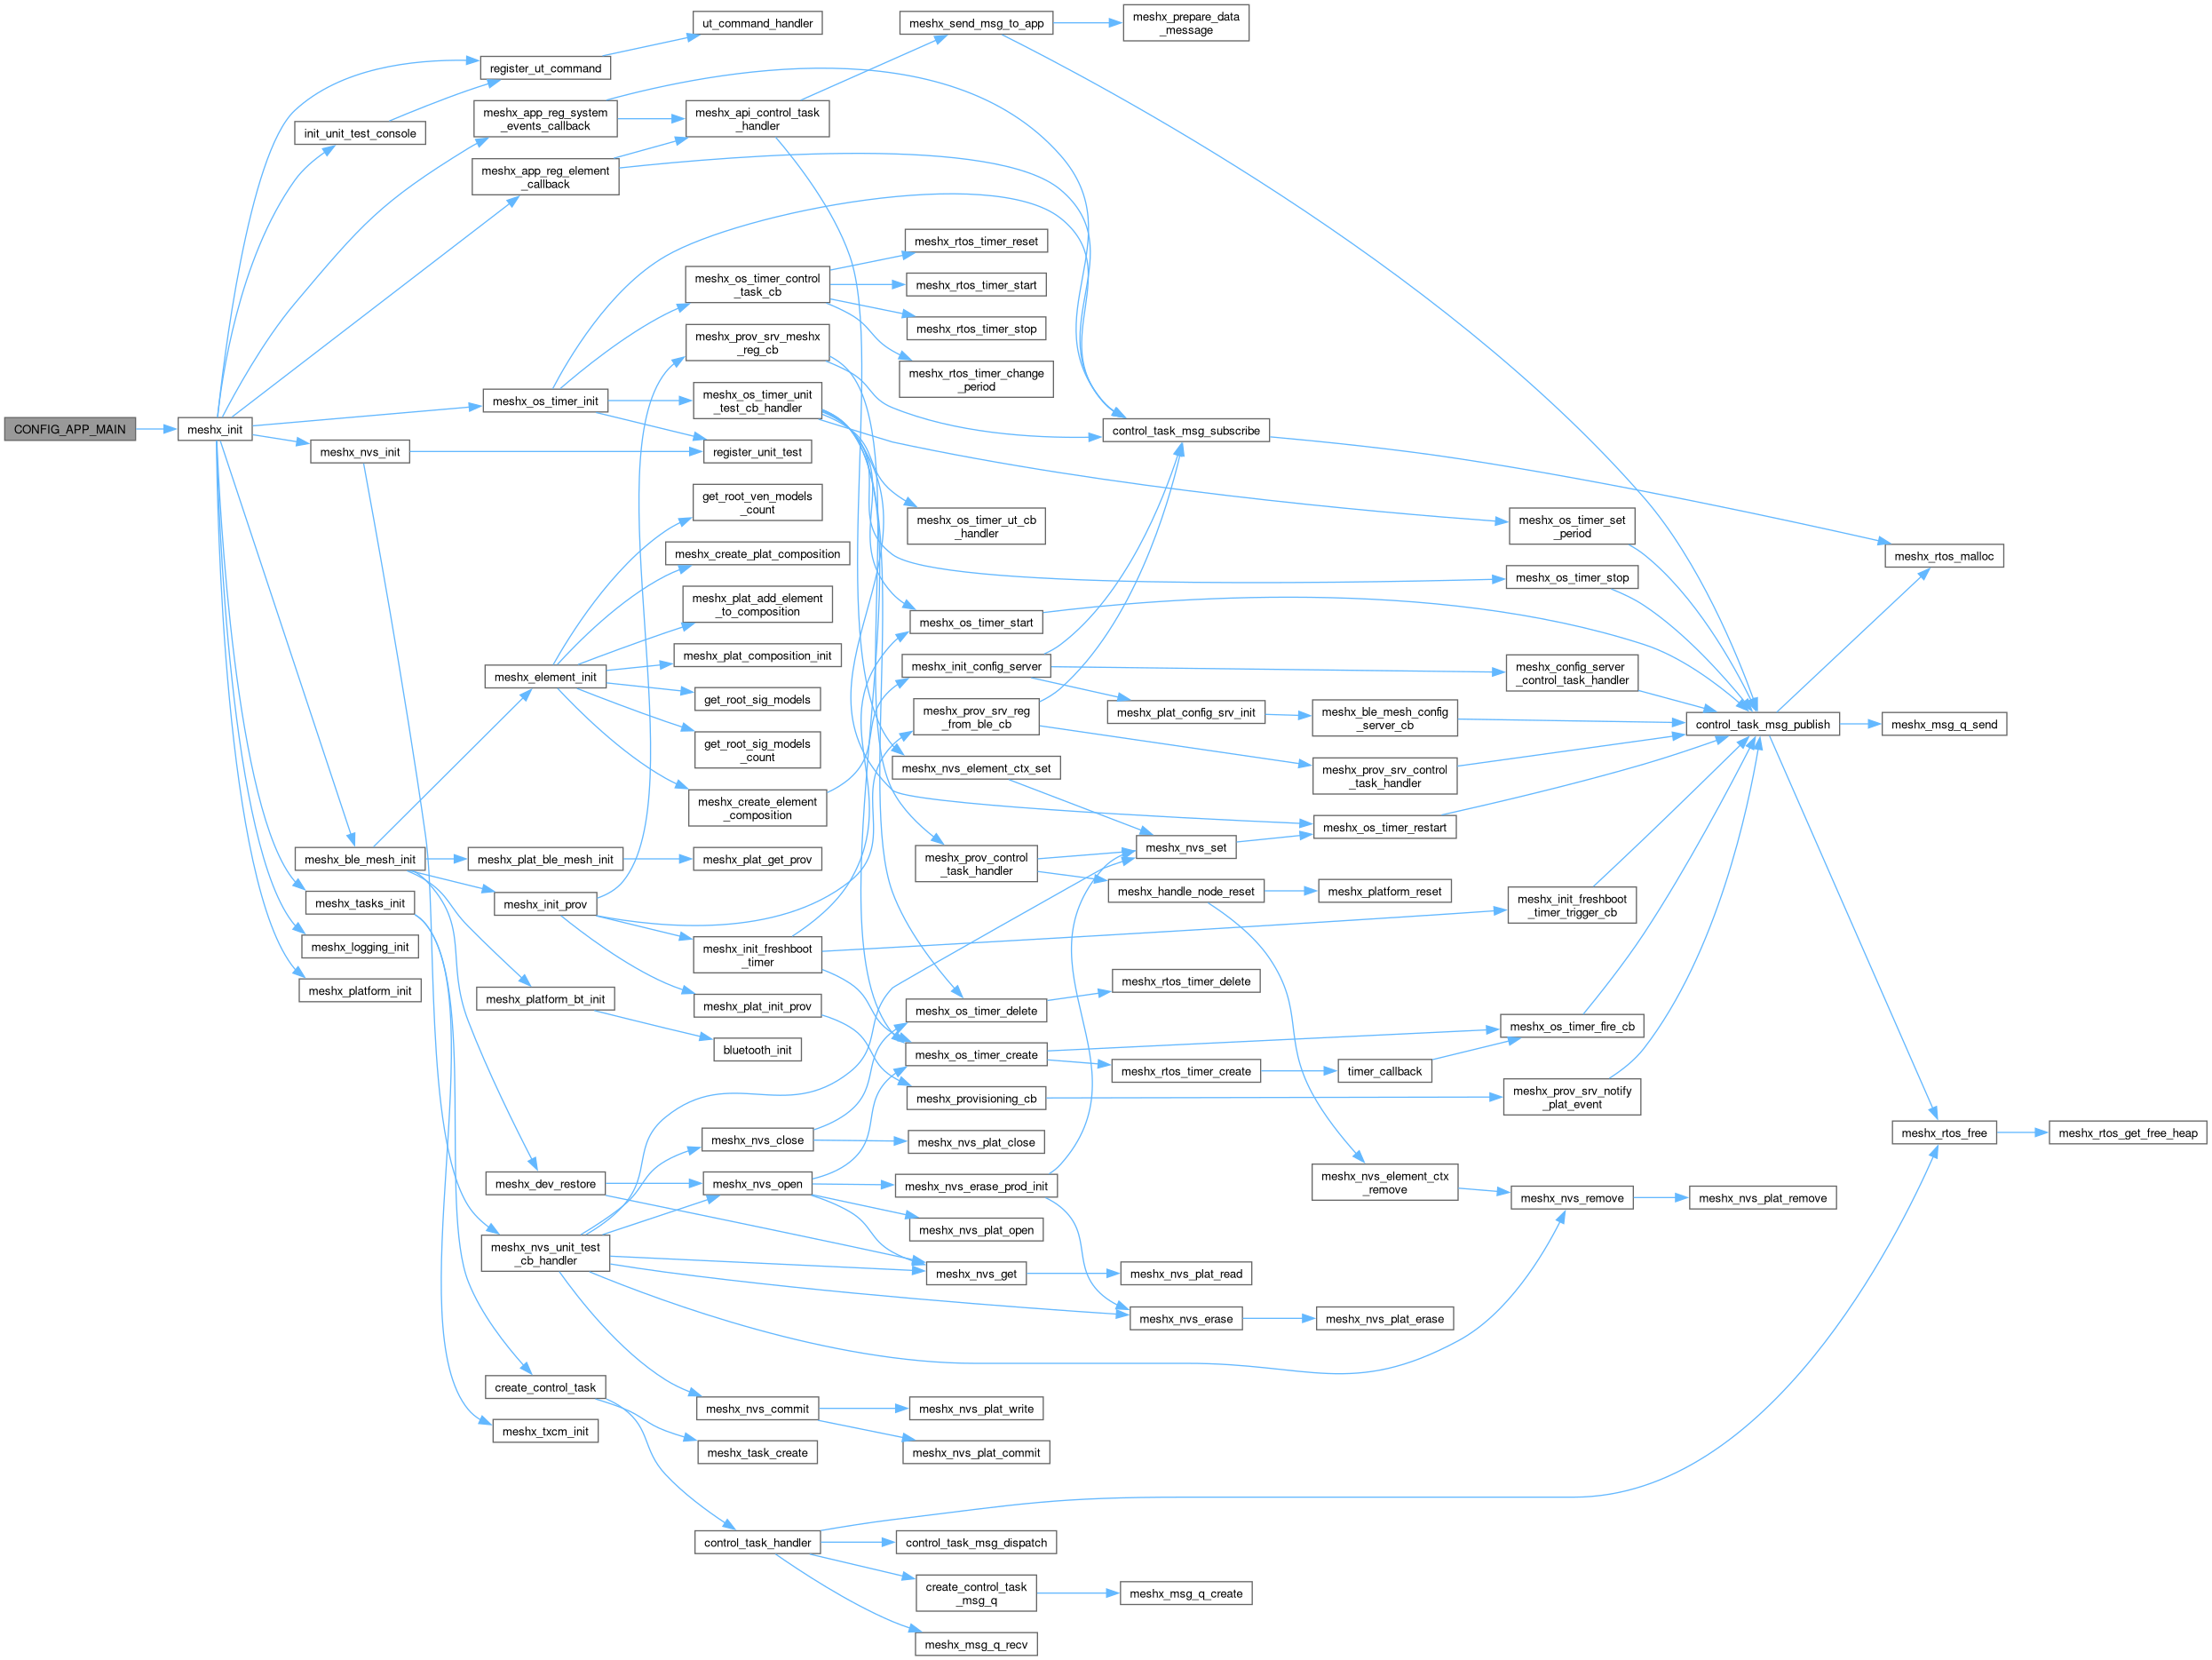 CONFIG_APP_MAIN
meshx_init
register_ut_command
ut_command_handler
init_unit_test_console
meshx_app_reg_system
_events_callback
meshx_app_reg_element
_callback
meshx_api_control_task
_handler
meshx_send_msg_to_app
meshx_prepare_data
_message
meshx_os_timer_control
_task_cb
meshx_rtos_timer_reset
meshx_rtos_timer_start
meshx_rtos_timer_stop
meshx_rtos_timer_change
_period
meshx_prov_srv_meshx
_reg_cb
meshx_os_timer_init
meshx_os_timer_unit
_test_cb_handler
meshx_nvs_init
register_unit_test
control_task_msg_subscribe
get_root_ven_models
_count
meshx_os_timer_ut_cb
_handler
meshx_os_timer_set
_period
meshx_rtos_malloc
meshx_create_plat_composition
meshx_os_timer_stop
meshx_plat_add_element
_to_composition
meshx_os_timer_start
meshx_plat_composition_init
meshx_element_init
meshx_init_config_server
meshx_config_server
_control_task_handler
get_root_sig_models
meshx_prov_srv_reg
_from_ble_cb
meshx_plat_config_srv_init
meshx_ble_mesh_config
_server_cb
control_task_msg_publish
meshx_msg_q_send
get_root_sig_models
_count
meshx_nvs_element_ctx_set
meshx_prov_srv_control
_task_handler
meshx_create_element
_composition
meshx_os_timer_restart
meshx_ble_mesh_init
meshx_plat_ble_mesh_init
meshx_plat_get_prov
meshx_prov_control
_task_handler
meshx_nvs_set
meshx_tasks_init
meshx_init_prov
meshx_handle_node_reset
meshx_platform_reset
meshx_init_freshboot
_timer_trigger_cb
meshx_logging_init
meshx_init_freshboot
_timer
meshx_platform_init
meshx_platform_bt_init
meshx_plat_init_prov
meshx_os_timer_delete
meshx_rtos_timer_delete
bluetooth_init
meshx_os_timer_create
meshx_rtos_timer_create
timer_callback
meshx_os_timer_fire_cb
meshx_provisioning_cb
meshx_prov_srv_notify
_plat_event
meshx_nvs_close
meshx_nvs_plat_close
meshx_rtos_free
meshx_rtos_get_free_heap
meshx_dev_restore
meshx_nvs_open
meshx_nvs_erase_prod_init
meshx_nvs_element_ctx
_remove
meshx_nvs_remove
meshx_nvs_plat_remove
meshx_nvs_plat_open
meshx_nvs_unit_test
_cb_handler
meshx_nvs_get
meshx_nvs_plat_read
meshx_nvs_erase
meshx_nvs_plat_erase
create_control_task
meshx_nvs_commit
meshx_nvs_plat_write
meshx_txcm_init
meshx_task_create
meshx_nvs_plat_commit
control_task_handler
control_task_msg_dispatch
create_control_task
_msg_q
meshx_msg_q_create
meshx_msg_q_recv